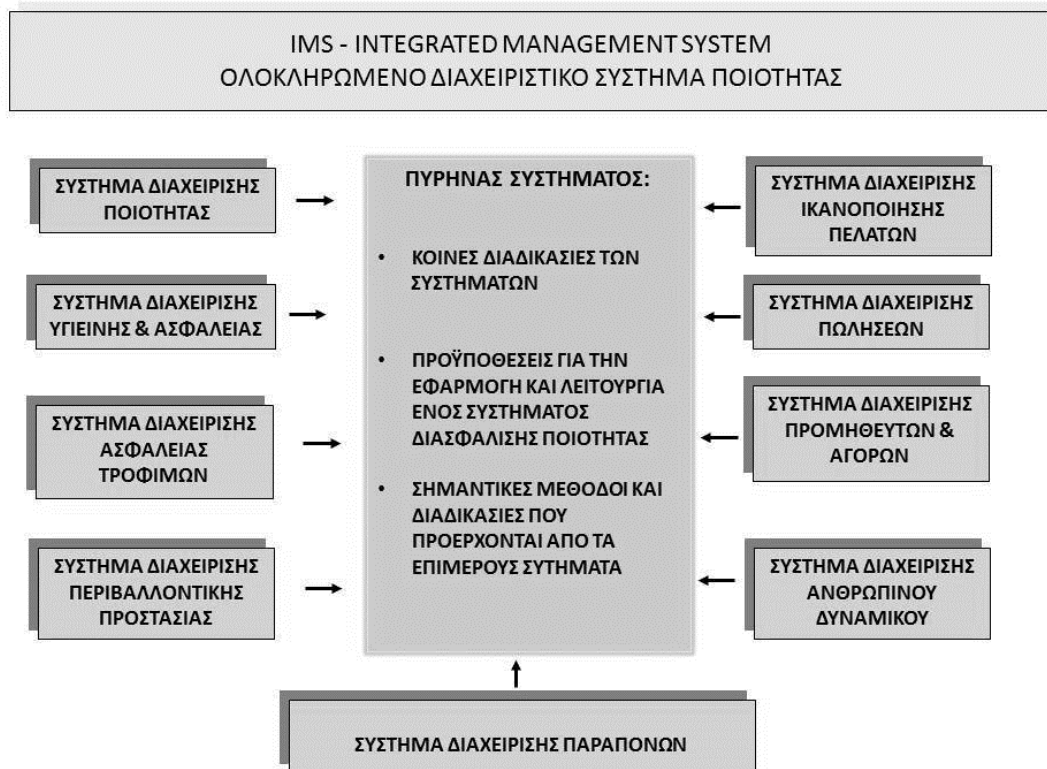 IMS - INTEGRATED MANAGEMENT SYSTEM
ΟΛΟΚΛΗΡΩΜΕΝΟ ΔΙΑΧΕΙΡΙΣΤΙΚΟ ΣΥΣΤΗΜΑ ΠΟΙΟΤΗΤΑΣ
ΣΥΣΤΗΜΑ ΔΙΑΧΕΙΡΙΣΗΣ
ΠΟΙΟΤΗΤΑΣ
ΣΥΣΤΗΜΑ ΔΙΑΧΕΙΡΙΣΗΣ
ΥΓΙΕΙΝΗΣ & ΑΣΦΑΛΕΙΑΣ
ΣΥΣΤΗΜΑ ΔΙΑΧΕΙΡΙΣΗΣ
ΑΣΦΑΛΕΙΑΣ
ΤΡΟΦΙΜΩΝ
ΣΥΣΤΗΜΑ ΔΙΑΧΕΙΡΙΣΗΣ
ΠΕΡΙΒΑΛΛΟΝΤΙΚΗΣ
ΠΡΟΣΤΑΣΙΑΣ
ΠΥΡΗΝΑΣ ΣΥΣΤΗΜΑΤΟΣ:
• ΚΟΙΝΕΣ ΔΙΑΔΙΚΑΣΙΕΣ ΤΩΝ
ΣΥΣΤΗΜΑΤΩΝ
• ΠΡΟΫΠΟΘΕΣΕΙΣ ΓΙΑ ΤΗΝ
ΕΦΑΡΜΟΓΗ ΚΑΙ ΛΕΙΤΟΥΡΓΙΑ
ΕΝΟΣ ΣΥΣΤΗΜΑΤΟΣ
ΔΙΑΣΦΑΛΙΣΗΣ ΠΟΙΟΤΗΤΑΣ
• ΣΗΜΑΝΤΙΚΕΣ ΜΕΘΟΔΟΙ ΚΑΙ
ΔΙΑΔΙΚΑΣΙΕΣ ΠΟΥ
ΠΡΟΕΡΧΟΝΤΑΙ ΑΠΟ ΤΑ
ΕΠΙΜΕΡΟΥΣ ΣΥΤΗΜΑΤΑ
ΣΥΣΤΗΜΑ ΔΙΑΧΕΙΡΙΣΗΣ
ΙΚΑΝΟΠΟΙΗΣΗΣ
ΠΕΛΑΤΩΝ
ΣΥΣΤΗΜΑ ΔΙΑΧΕΙΡΙΣΗΣ
ΠΩΛΗΣΕΩΝ
ΣΥΣΤΗΜΑ ΔΙΑΧΕΙΡΙΣΗΣ
ΠΡΟΜΗΘΕΥΤΩΝ &
ΑΓΟΡΩΝ
ΣΥΣΤΗΜΑ ΔΙΑΧΕΙΡΙΣΗΣ
ΑΝΘΡΩΠΙΝΟΥ
ΔΥΝΑΜΙΚΟΥ
ΣΥΣΤΗΜΑ ΔΙΑΧΕΙΡΙΣΗΣ ΠΑΡΑΠΟΝΩΝ